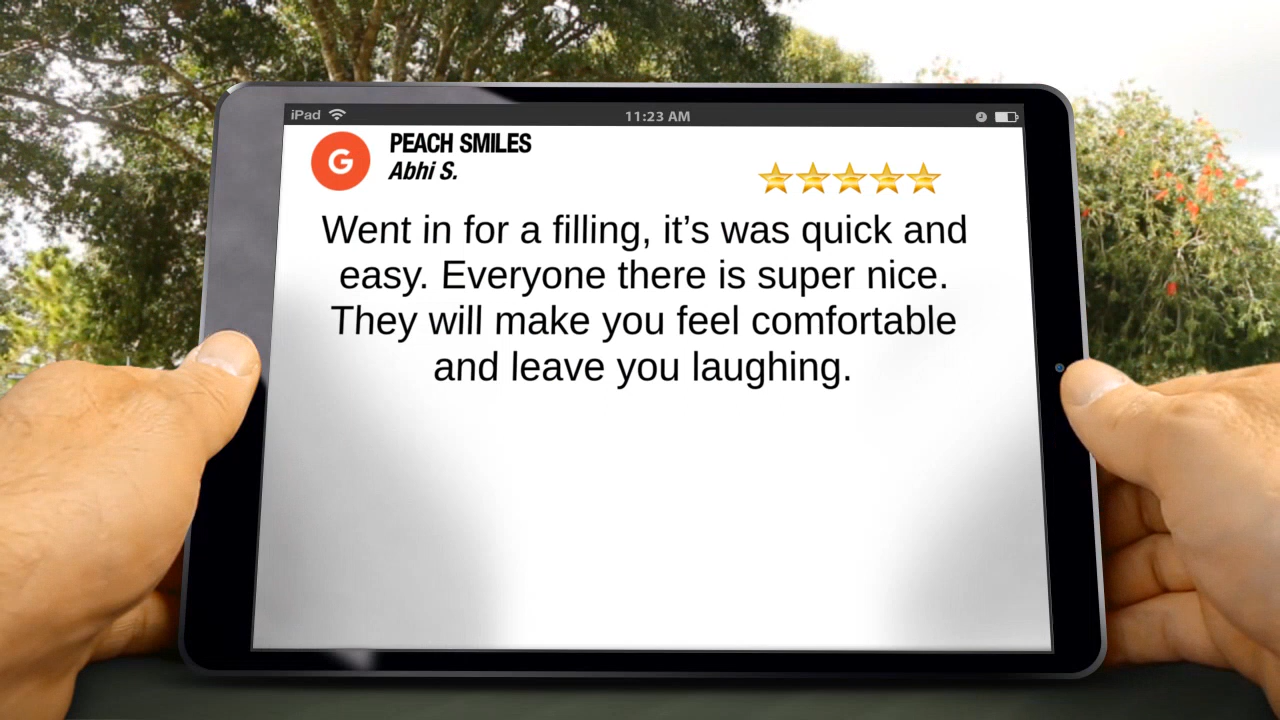 iPad 11:23 AM
G
PEACH SMILES
Abhi S.
Went in for a filling, it’s was quick and
easy. Everyone there is super nice.
They will make you feel comfortable
and leave you laughing.